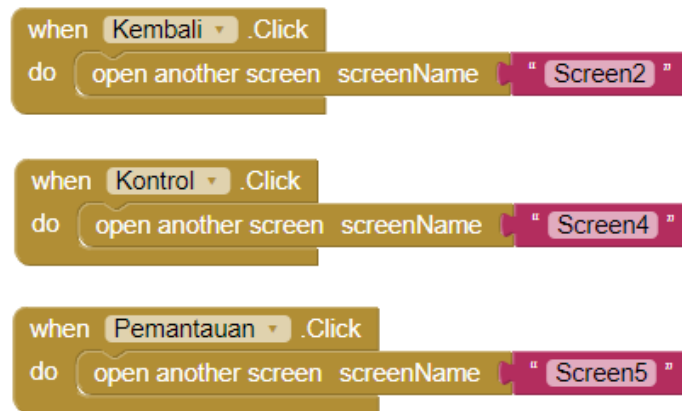 when Kembali .Click
do open another screen screenName " Screen2 "
when Kontrol .Click
do open another screen screenName " Screen4 "
when Pemantauan .Click
do open another screen screenName " Screen5 "